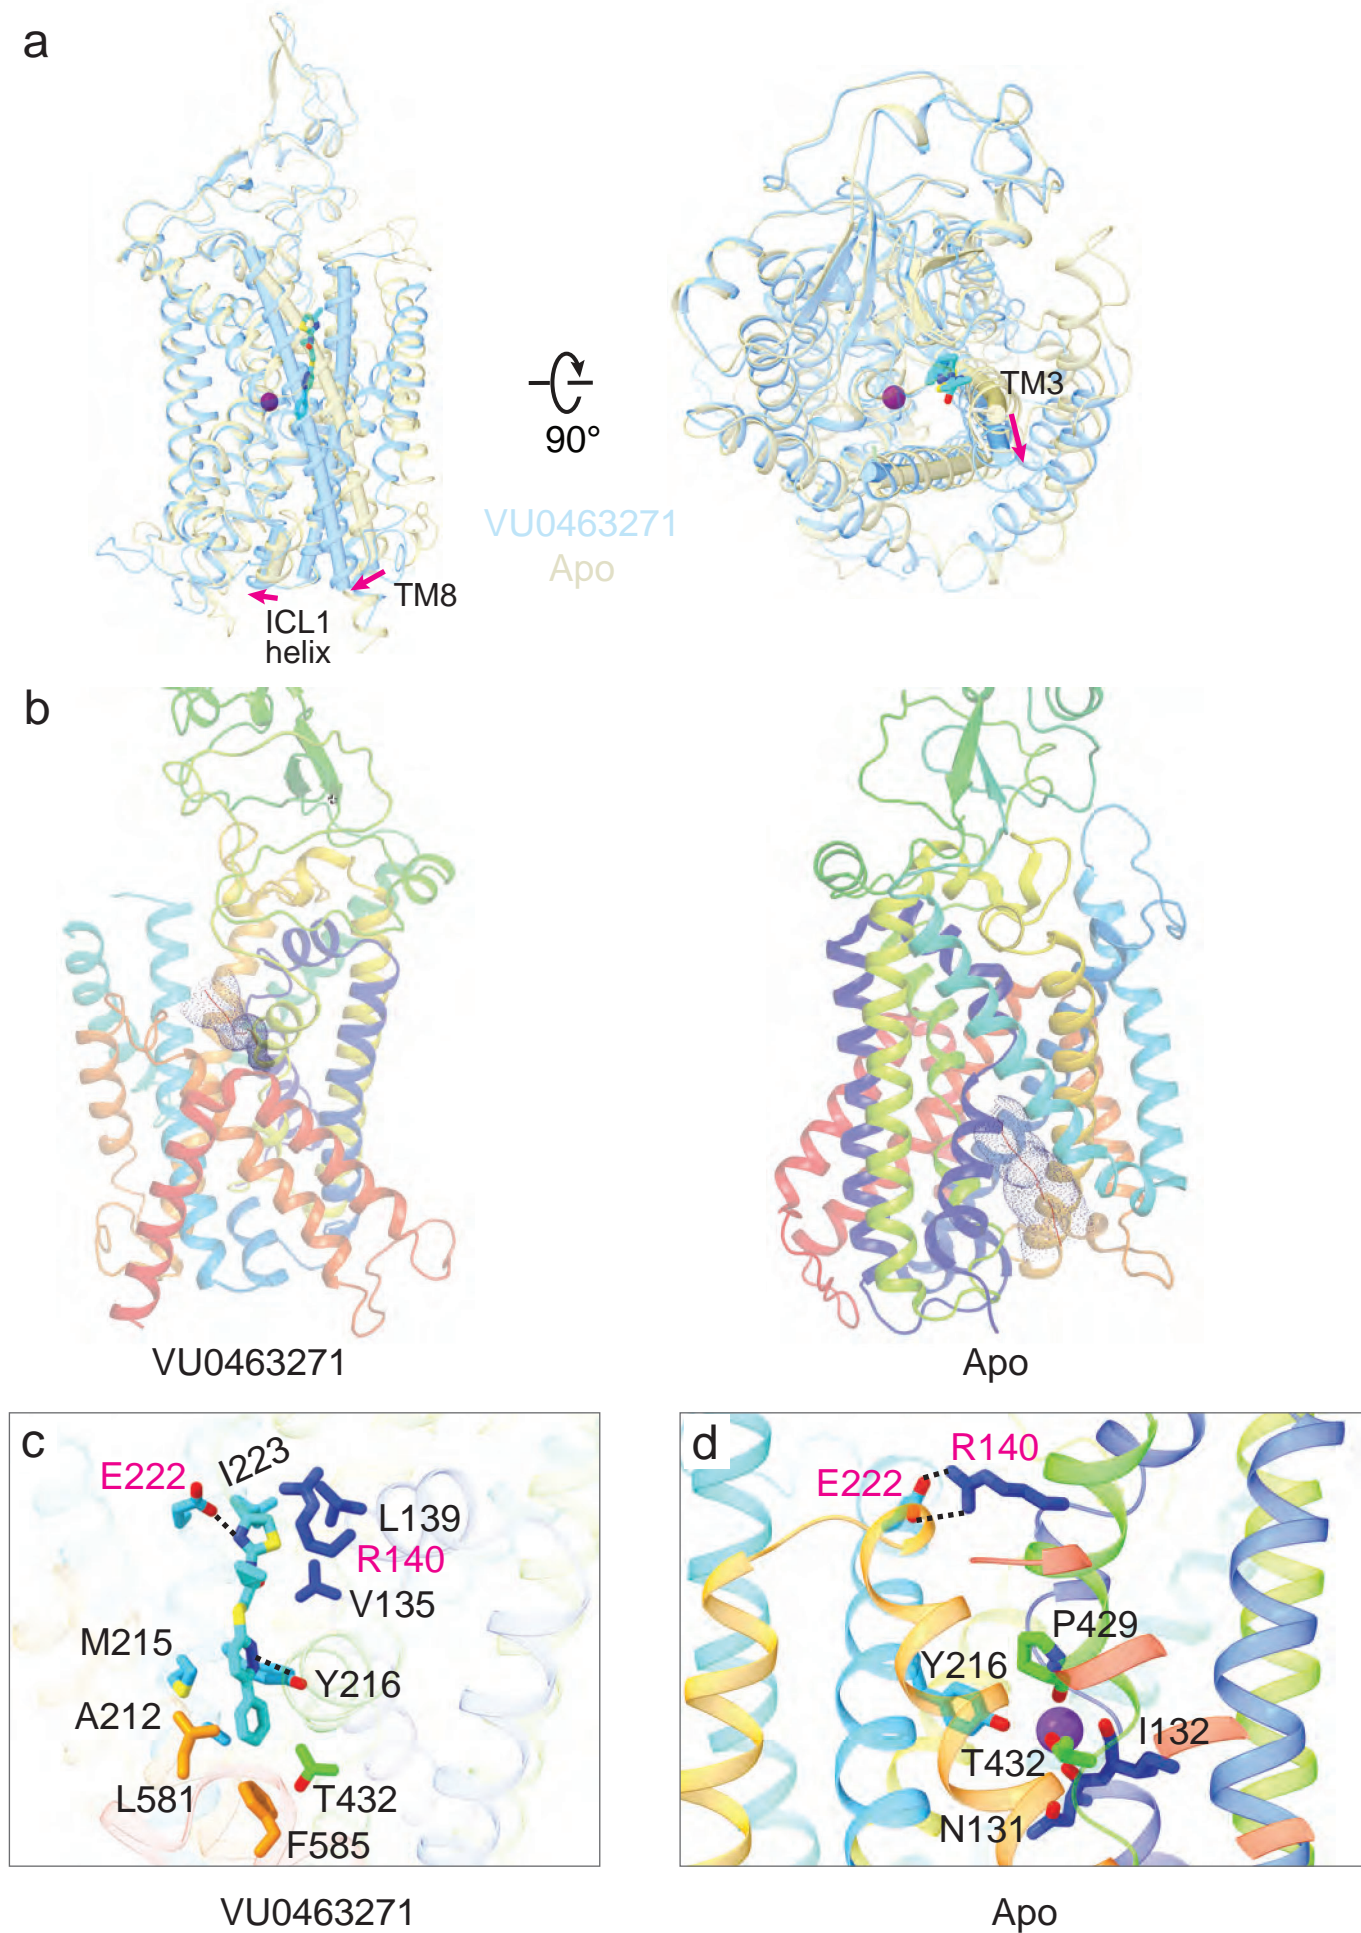 a
TM3
90°
VU0463271
Apo
TM8
ICL1
helix
b
VU0463271
Apo
c
E222
I223
L139
R140
V135
M215
Y216
A212
L581
T432
F585
VU0463271
d
R140
E222
P429
Y216
I132
T432
N131
Apo